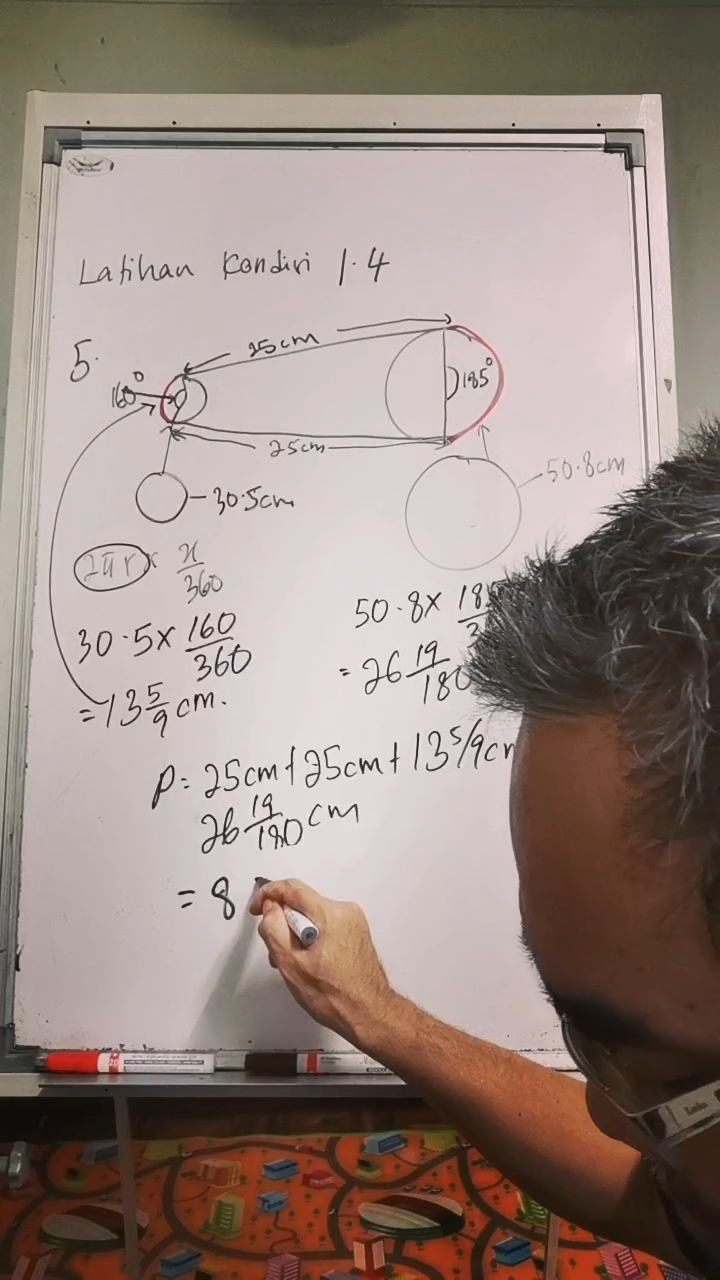 Latihan Kendiri 1.4
5.
25cm
160°
185°
25cm
30.5cm
50.8cm
2πr × x/360
30.5 × 160/360
= 13 5/9 cm.
50.8 × 185
= 26 19/180
P = 25cm + 25cm + 13 5/9 cm
26 19/180 cm
= 8